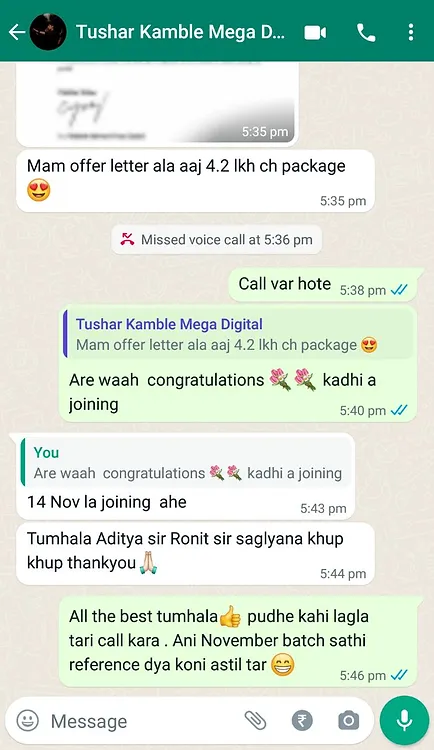 Tushar Kamble Mega D...
5:35 pm
Mam offer letter ala aaj 4.2 lkh ch package
😍
5:35 pm
Missed voice call at 5:36 pm
Call var hote
5:38 pm
Tushar Kamble Mega Digital
Mam offer letter ala aaj 4.2 lkh ch package 😍
Are waah congratulations 💐💐 kadhi a
joining
5:40 pm
You
Are waah congratulations 💐💐 kadhi a joining
14 Nov la joining ahe
5:43 pm
Tumhala Aditya sir Ronit sir saglyana khup
khup thankyou🙏🏻
5:44 pm
All the best tumhala👍 pudhe kahi lagla
tari call kara . Ani November batch sathi
reference dya koni astil tar 😁
5:46 pm
Message